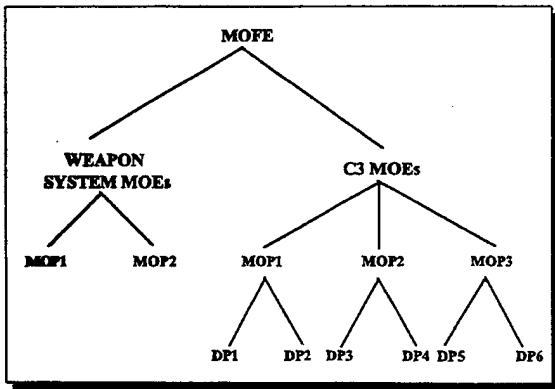 MOFE
WEAPON
SYSTEM MOEs
C3 MOEs
MOP1
MOP2
MOP1
MOP2
MOP3
DP1
DP2
DP3
DP4
DP5
DP6